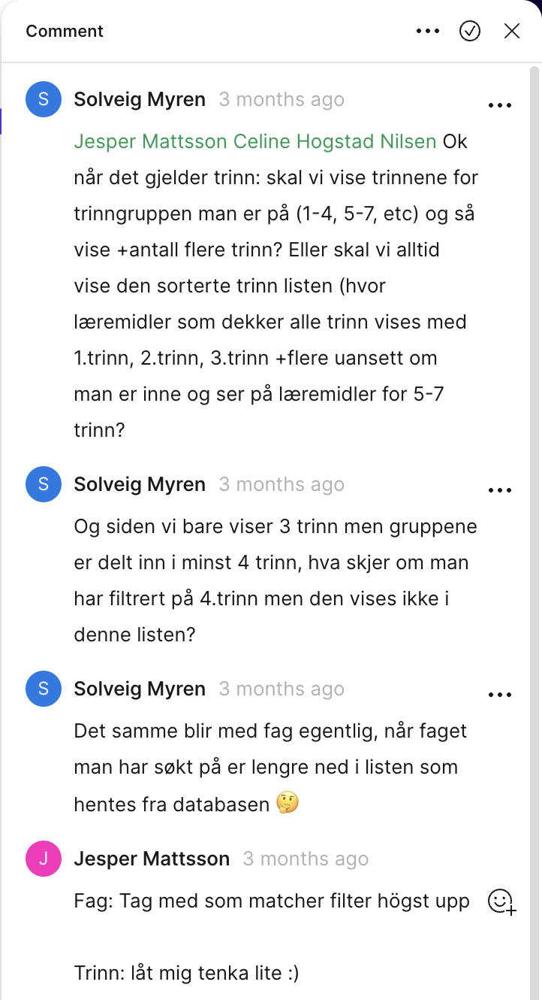 Comment
S Solveig Myren 3 months ago
Jesper Mattsson Celine Hogstad Nilsen Ok
når det gjelder trinn: skal vi vise trinnene for
trinngruppen man er på (1-4, 5-7, etc) og så
vise +antall flere trinn? Eller skal vi alltid
vise den sorterte trinn listen (hvor
læremidler som dekker alle trinn vises med
1.trinn, 2.trinn, 3.trinn +flere uansett om
man er inne og ser på læremidler for 5-7
trinn?
S Solveig Myren 3 months ago
Og siden vi bare viser 3 trinn men gruppene
er delt inn i minst 4 trinn, hva skjer om man
har filtrert på 4.trinn men den vises ikke i
denne listen?
S Solveig Myren 3 months ago
Det samme blir med fag egentlig, når faget
man har søkt på er lengre ned i listen som
hentes fra databasen 🤔
J Jesper Mattsson 3 months ago
Fag: Tag med som matcher filter högst upp
Trinn: låt mig tenka lite :)